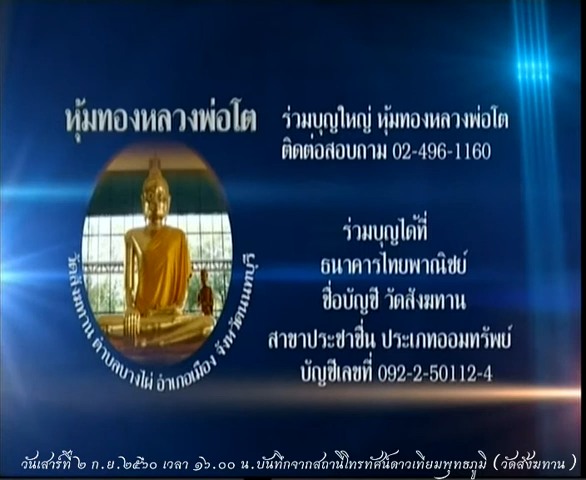 หุ้มทองหลวงพ่อโต
วัดสังฆทาน ตำบลบางไผ่ อำเภอเมือง จังหวัดนนทบุรี
ร่วมบุญใหญ่ หุ้มทองหลวงพ่อโต
ติดต่อสอบถาม 02-496-1160
ร่วมบุญได้ที่
ธนาคารไทยพาณิชย์
ชื่อบัญชี วัดสังฆทาน
สาขาประชาชื่น ประเภทออมทรัพย์
บัญชีเลขที่ 092-2-50112-4
วันเสาร์ที่ ๒ ก.ย.๒๕๖๐ เวลา ๑๖.๐๐ น.บันทึกจากสถานีโทรทัศน์ดาวเทียมพุทธภูมิ (วัดสังฆทาน)